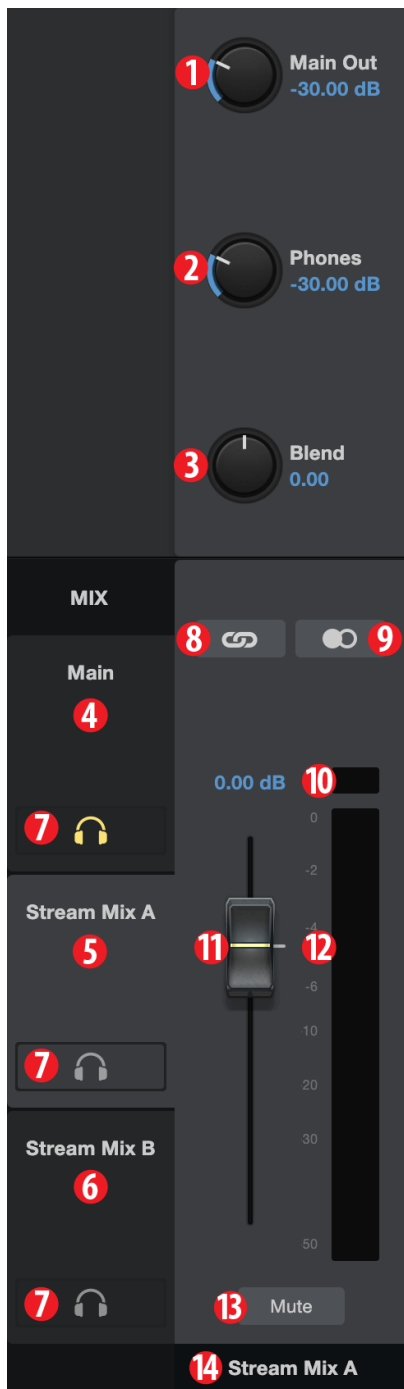 1 Main Out
-30.00 dB
2 Phones
-30.00 dB
3 Blend
0.00
MIX
Main
4
7
Stream Mix A
5
7
Stream Mix B
6
7
8 9
0.00 dB 10
0
-2
-4
11 12
-6
10
20
30
50
13 Mute
14 Stream Mix A